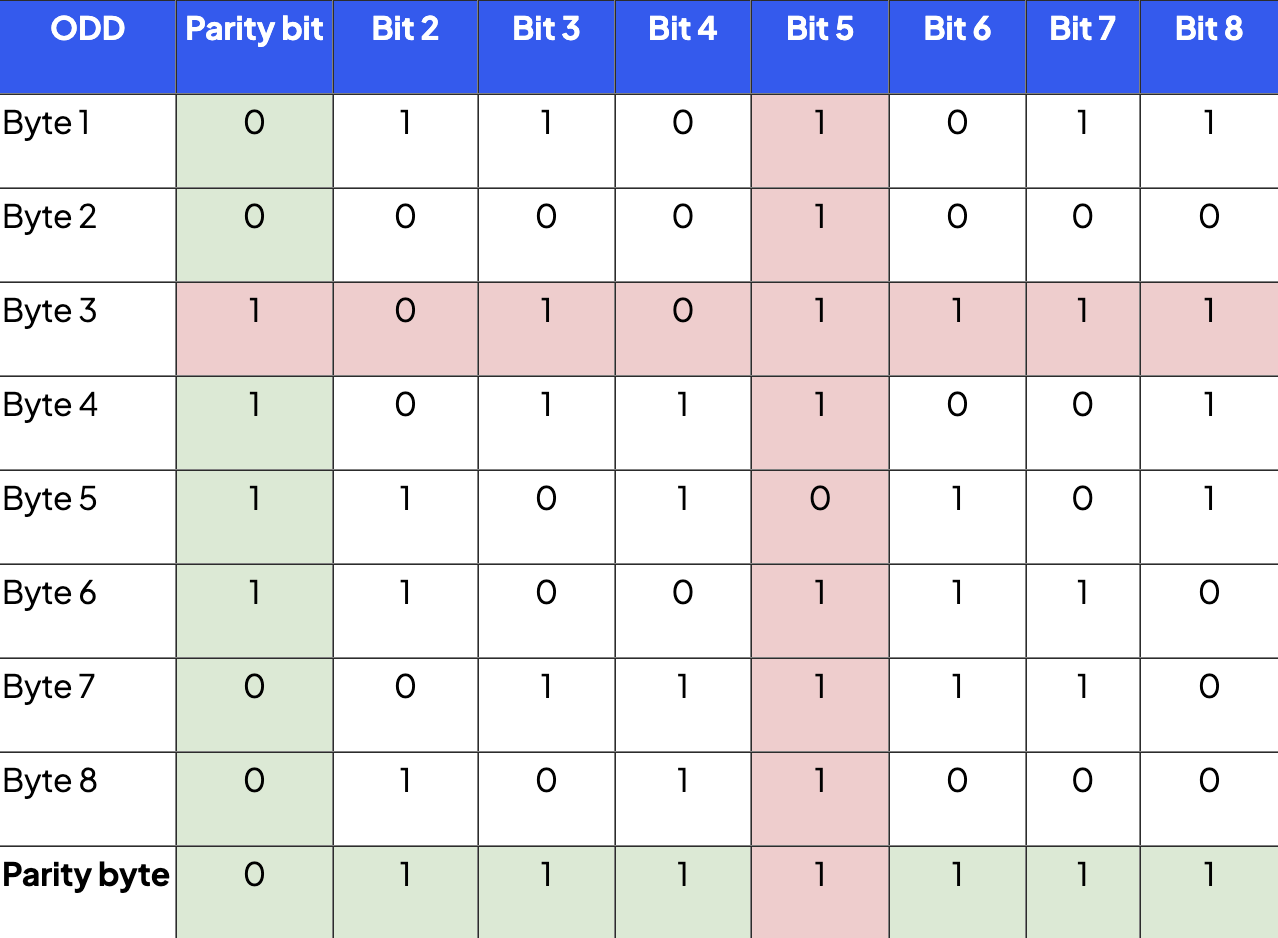 ODD Parity bit Bit 2 Bit 3 Bit 4 Bit 5 Bit 6 Bit 7 Bit 8
Byte 1 0 1 1 0 1 0 1 1
Byte 2 0 0 0 0 1 0 0 0
Byte 3 1 0 1 0 1 1 1 1
Byte 4 1 0 1 1 1 0 0 1
Byte 5 1 1 0 1 0 1 0 1
Byte 6 1 1 0 0 1 1 1 0
Byte 7 0 0 1 1 1 1 1 0
Byte 8 0 1 0 1 1 0 0 0
Parity byte 0 1 1 1 1 1 1 1